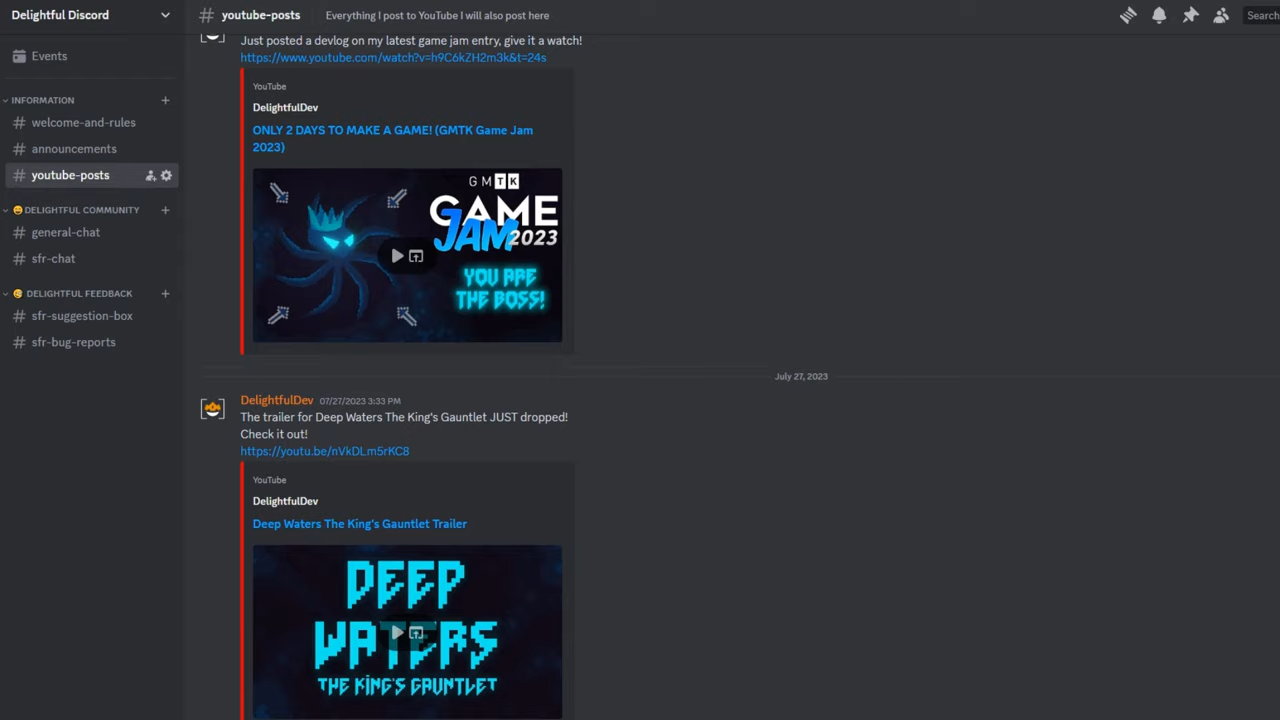 Delightful Discord
Events
INFORMATION
welcome-and-rules
announcements
youtube-posts
DELIGHTFUL COMMUNITY
general-chat
sfr-chat
DELIGHTFUL FEEDBACK
sfr-suggestion-box
sfr-bug-reports
youtube-posts Everything I post to YouTube I will also post here
Search
Just posted a devlog on my latest game jam entry, give it a watch!
https://www.youtube.com/watch?v=h9C6kZH2m3k&t=24s
YouTube
DelightfulDev
ONLY 2 DAYS TO MAKE A GAME! (GMTK Game Jam
2023)
GMTK
GAME
JAM 2023
YOU ARE
THE BOSS!
July 27, 2023
DelightfulDev 07/27/2023 3:33 PM
The trailer for Deep Waters The King's Gauntlet JUST dropped!
Check it out!
https://youtu.be/nVkDLm5rKC8
YouTube
DelightfulDev
Deep Waters The King's Gauntlet Trailer
DEEP
WATERS
THE KING'S GAUNTLET